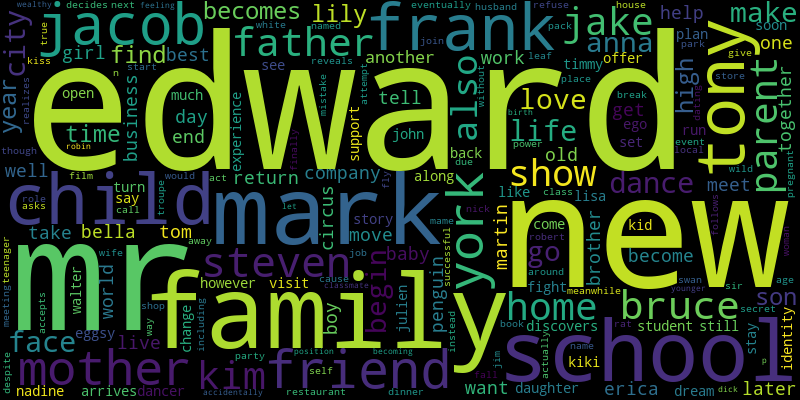 wealthy decides next feeling husband refuse house
true jacob becomes lily frank eventually jake make
city girl father white named join pack anna help plan soon park
kiss find best another see reveals work leaf timmy offer one give
year realizes n start edward also high store tony
open much tell attempt without place love get break parent together
time business day experience support john finally mistake back birth life ego run dating
though robin end due power old set event local
well film would return company along show dance meet wild pregnant
child turn act fly mark york like class lisa
role asks say call troupe let circus story mame nick martin come new kid
take bella tom away move penguin robert go brother become follows woman
teenager wife steven job baby successful around fight meanwhile swan sir age
mr world however visit cause begin julien family home discovers younger bruce secret son
meeting accepts walter eggsy change shop including boy classmate instead book student still rat stay identity
face live way party position becoming jim actually name kiki school p
despite mother dancer kim friend self fall want daughter erica dream dick later
nadine arrives accidentally restaurant dinner